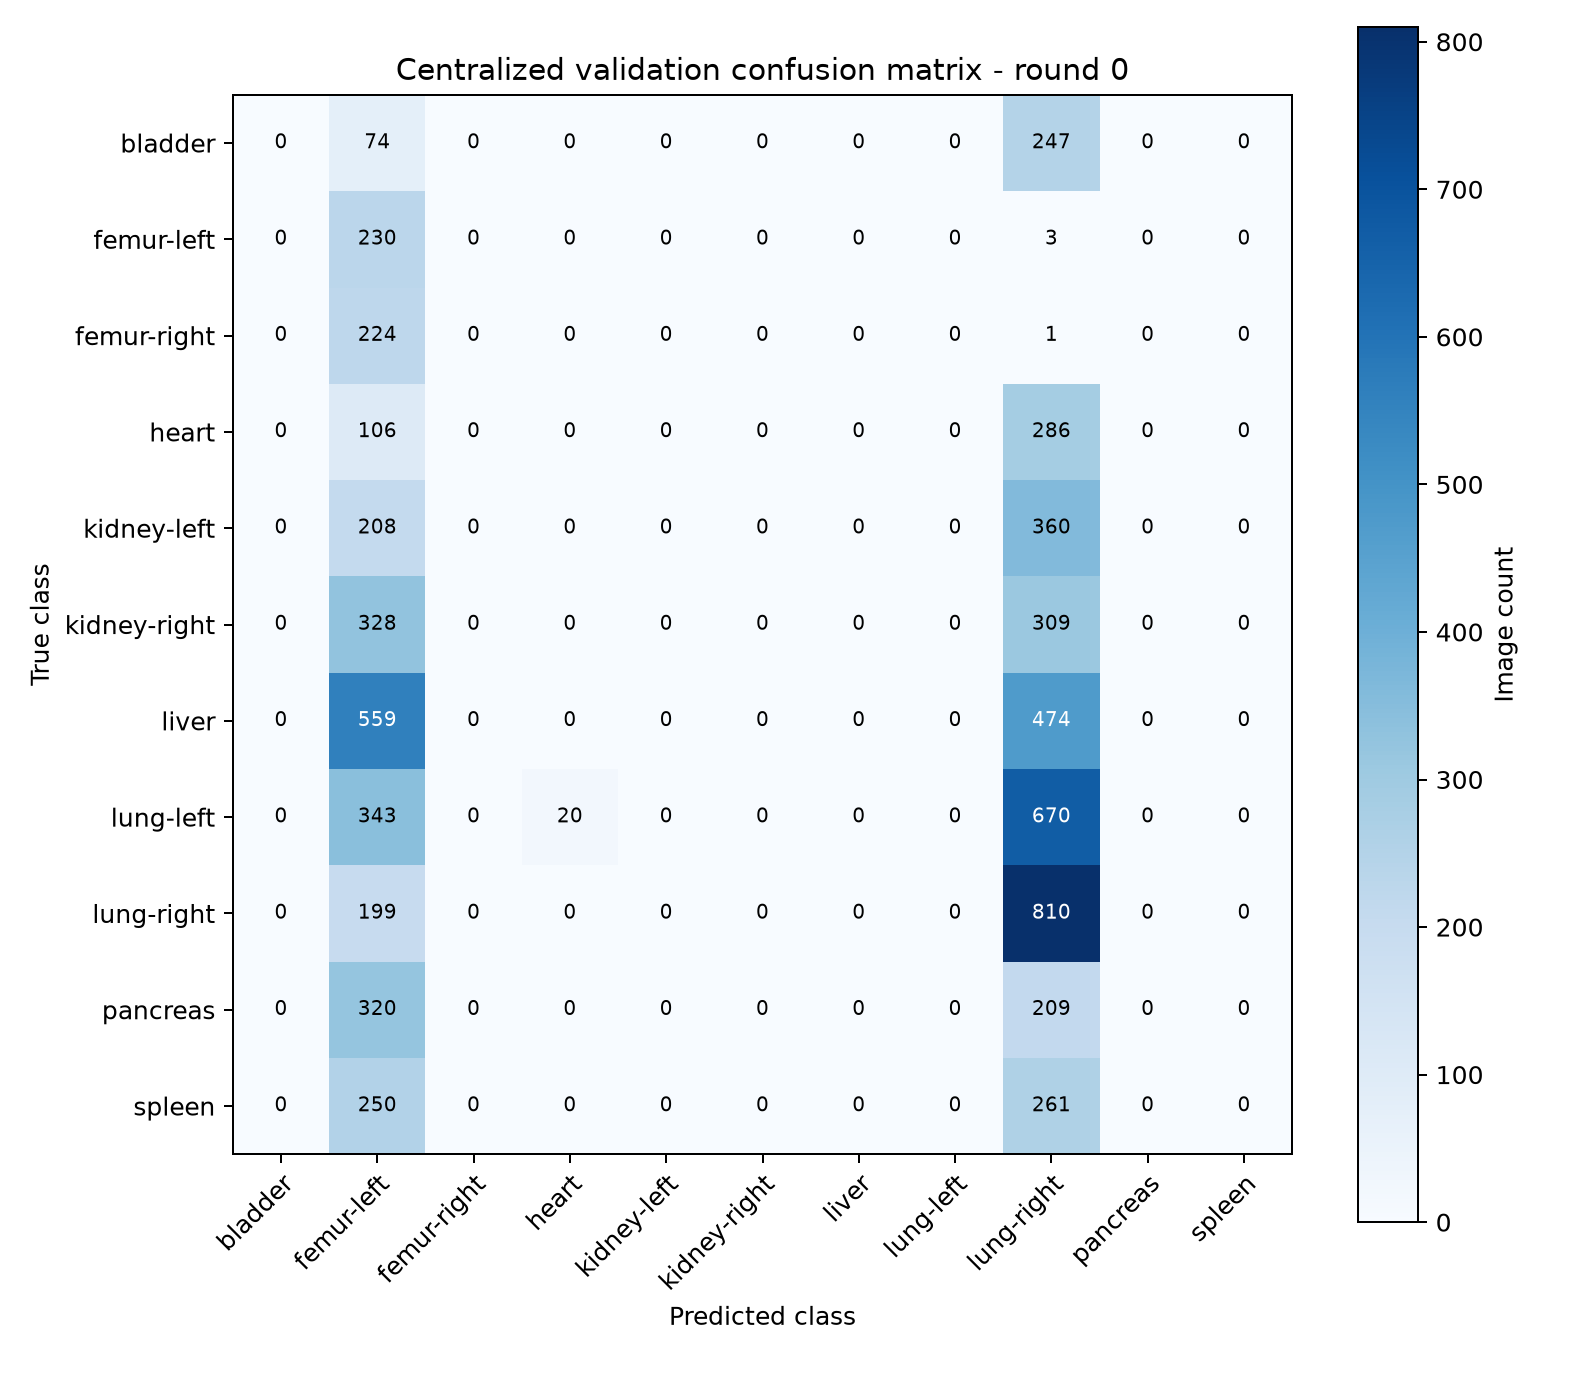 Centralized validation confusion matrix - round 0
bladder 0 74 0 0 0 0 0 0 247 0 0
femur-left 0 230 0 0 0 0 0 0 3 0 0
femur-right 0 224 0 0 0 0 0 0 1 0 0
heart 0 106 0 0 0 0 0 0 286 0 0
kidney-left 0 208 0 0 0 0 0 0 360 0 0
kidney-right 0 328 0 0 0 0 0 0 309 0 0
liver 0 559 0 0 0 0 0 0 474 0 0
lung-left 0 343 0 20 0 0 0 0 670 0 0
lung-right 0 199 0 0 0 0 0 0 810 0 0
pancreas 0 320 0 0 0 0 0 0 209 0 0
spleen 0 250 0 0 0 0 0 0 261 0 0
True class
bladder femur-left femur-right heart kidney-left kidney-right liver lung-left lung-right pancreas spleen
Predicted class
800
700
600
500
400
300
200
100
0
Image count